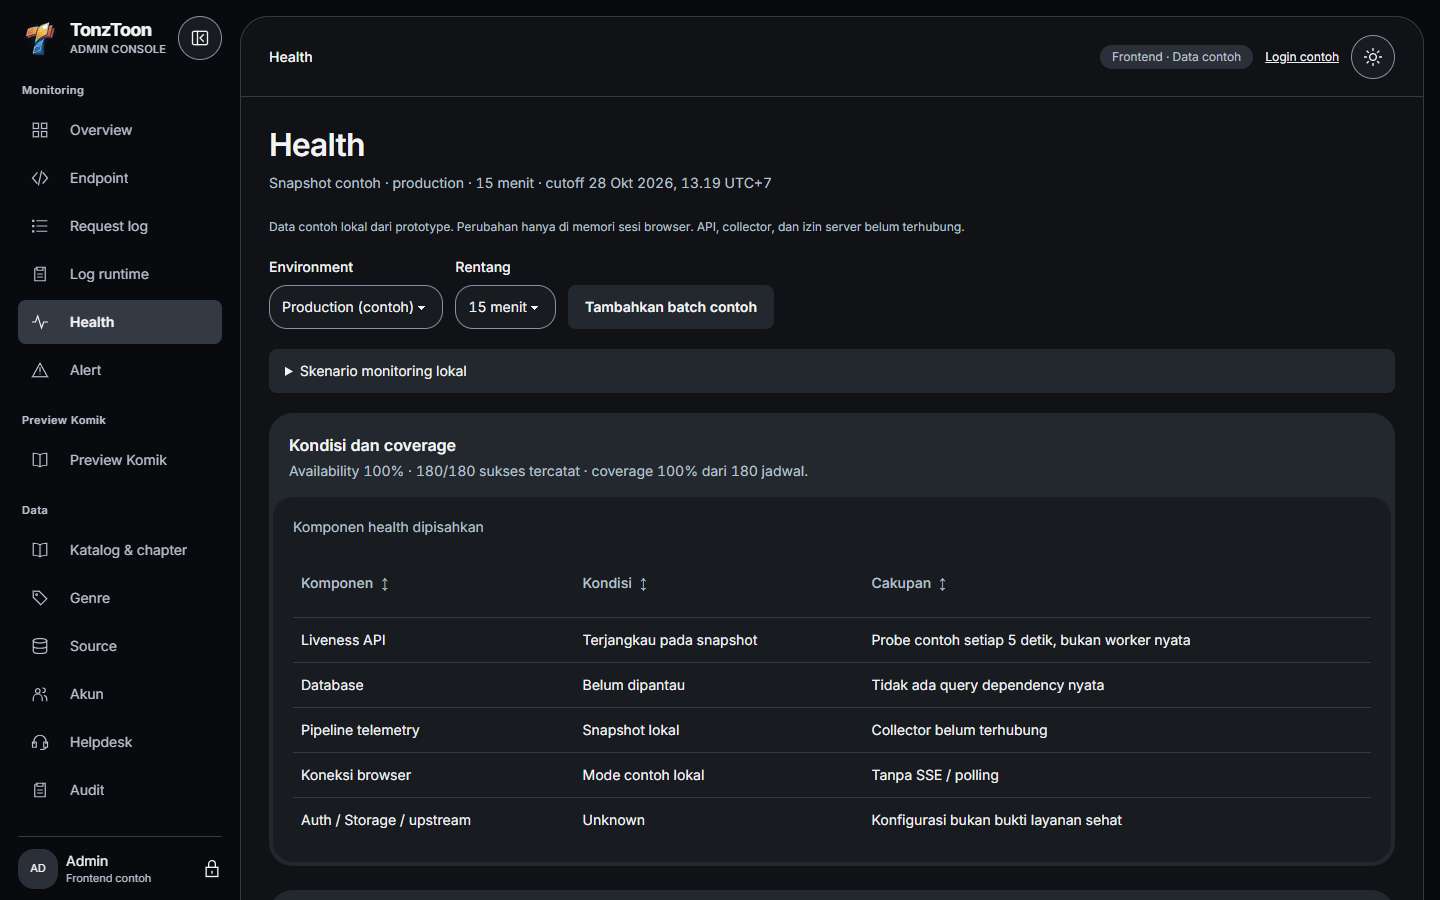 TonzToon
ADMIN CONSOLE
Monitoring
Overview
Endpoint
Request log
Log runtime
Health
Alert
Preview Komik
Preview Komik
Data
Katalog & chapter
Genre
Source
Akun
Helpdesk
Audit
AD
Admin
Frontend contoh
Health
Frontend · Data contoh
Login contoh
Health
Snapshot contoh · production · 15 menit · cutoff 28 Okt 2026, 13.19 UTC+7
Data contoh lokal dari prototype. Perubahan hanya di memori sesi browser. API, collector, dan izin server belum terhubung.
Environment
Rentang
Production (contoh)
15 menit
Tambahkan batch contoh
Skenario monitoring lokal
Kondisi dan coverage
Availability 100% · 180/180 sukses tercatat · coverage 100% dari 180 jadwal.
Komponen health dipisahkan
Komponen Kondisi Cakupan
Liveness API Terjangkau pada snapshot Probe contoh setiap 5 detik, bukan worker nyata
Database Belum dipantau Tidak ada query dependency nyata
Pipeline telemetry Snapshot lokal Collector belum terhubung
Koneksi browser Mode contoh lokal Tanpa SSE / polling
Auth / Storage / upstream Unknown Konfigurasi bukan bukti layanan sehat